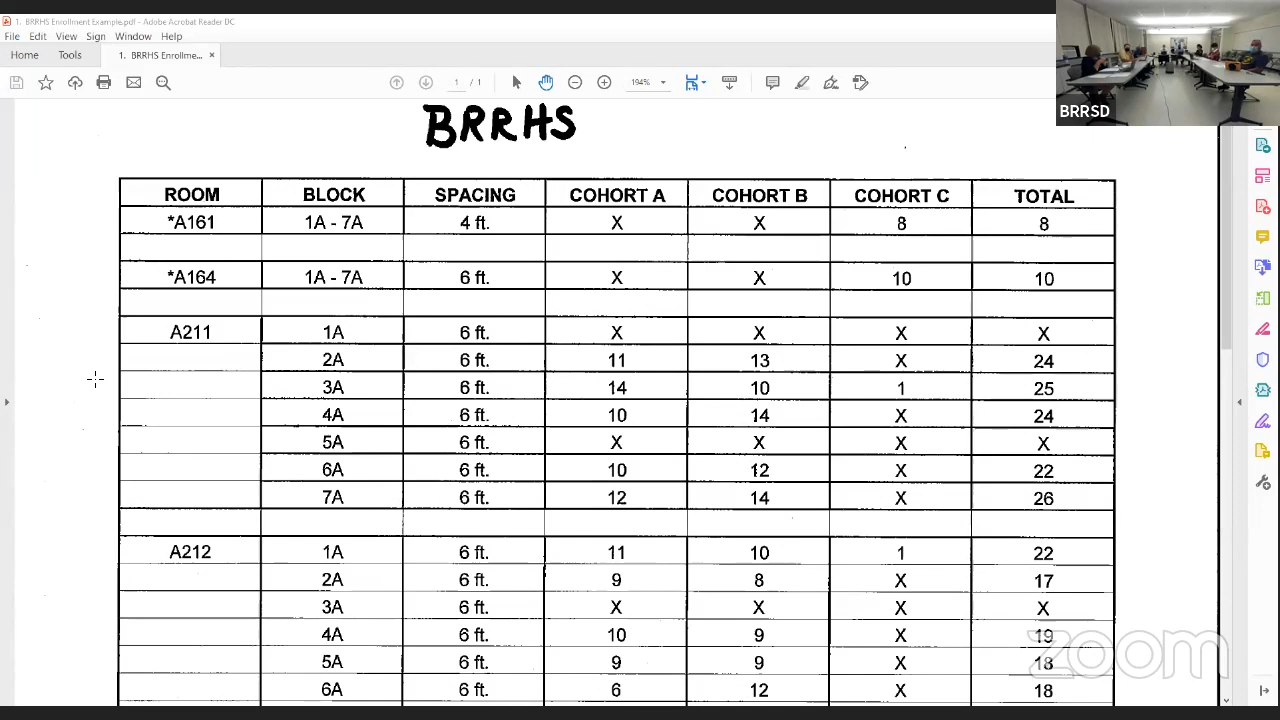 1. BRRHS Enrollment Example.pdf - Adobe Acrobat Reader DC
File Edit View Sign Window Help
Home Tools 1. BRRHS Enrollme... ×
1 / 1 194%
BRRSD
BRRHS
ROOM BLOCK SPACING COHORT A COHORT B COHORT C TOTAL
*A161 1A - 7A 4 ft. X X 8 8
*A164 1A - 7A 6 ft. X X 10 10
A211 1A 6 ft. X X X X
2A 6 ft. 11 13 X 24
3A 6 ft. 14 10 1 25
4A 6 ft. 10 14 X 24
5A 6 ft. X X X X
6A 6 ft. 10 12 X 22
7A 6 ft. 12 14 X 26
A212 1A 6 ft. 11 10 1 22
2A 6 ft. 9 8 X 17
3A 6 ft. X X X X
4A 6 ft. 10 9 X 19
5A 6 ft. 9 9 X 18
6A 6 ft. 6 12 X 18
zoom